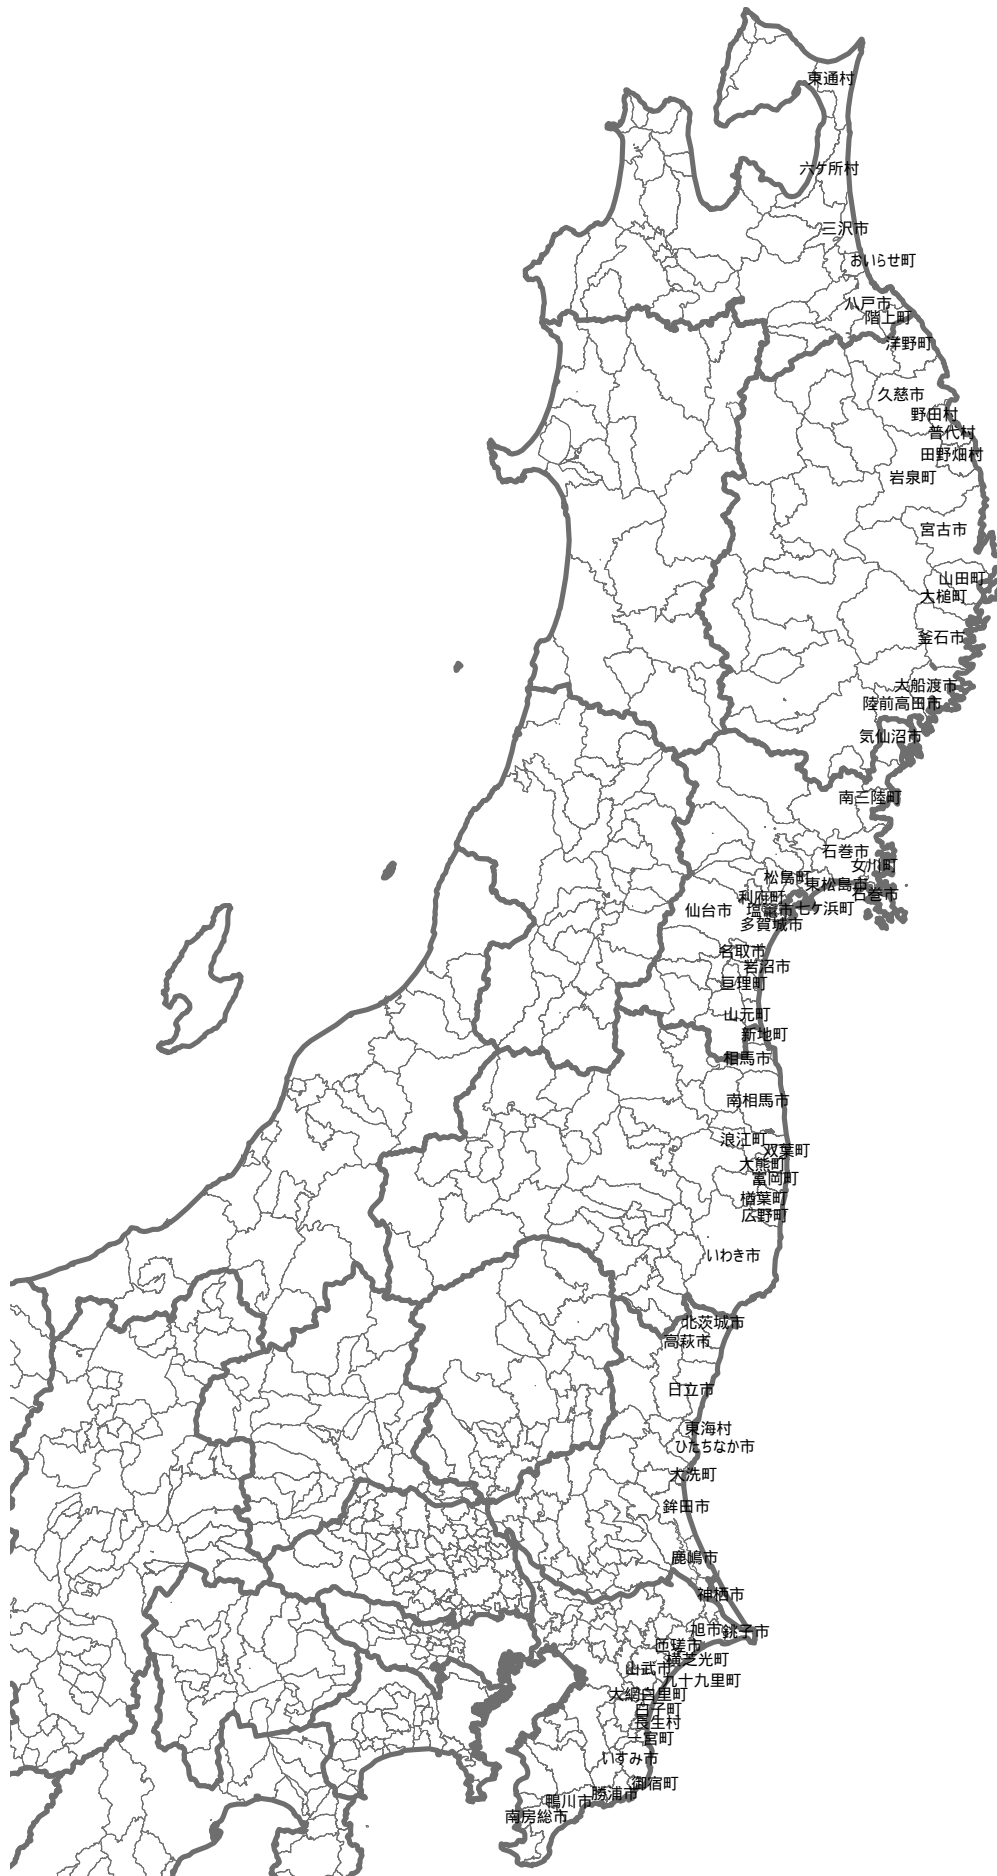 東通村
六ケ所村
三沢市
おいらせ町
八戸市
階上町
洋野町
久慈市
野田村
普代村
田野畑村
岩泉町
宮古市
山田町
大槌町
釜石市
大船渡市
陸前高田市
気仙沼市
南三陸町
石巻市
女川町
松島町
東松島市
石巻市
利府町
仙台市
塩竈市
七ケ浜町
多賀城市
名取市
岩沼市
亘理町
山元町
新地町
相馬市
南相馬市
浪江町
双葉町
大熊町
富岡町
楢葉町
広野町
いわき市
北茨城市
高萩市
日立市
東海村
ひたちなか市
大洗町
鉾田市
鹿嶋市
神栖市
旭市
銚子市
匝瑳市
横芝光町
山武市
九十九里町
大網白里町
白子町
長生村
一宮町
いすみ市
御宿町
勝浦市
鴨川市
南房総市